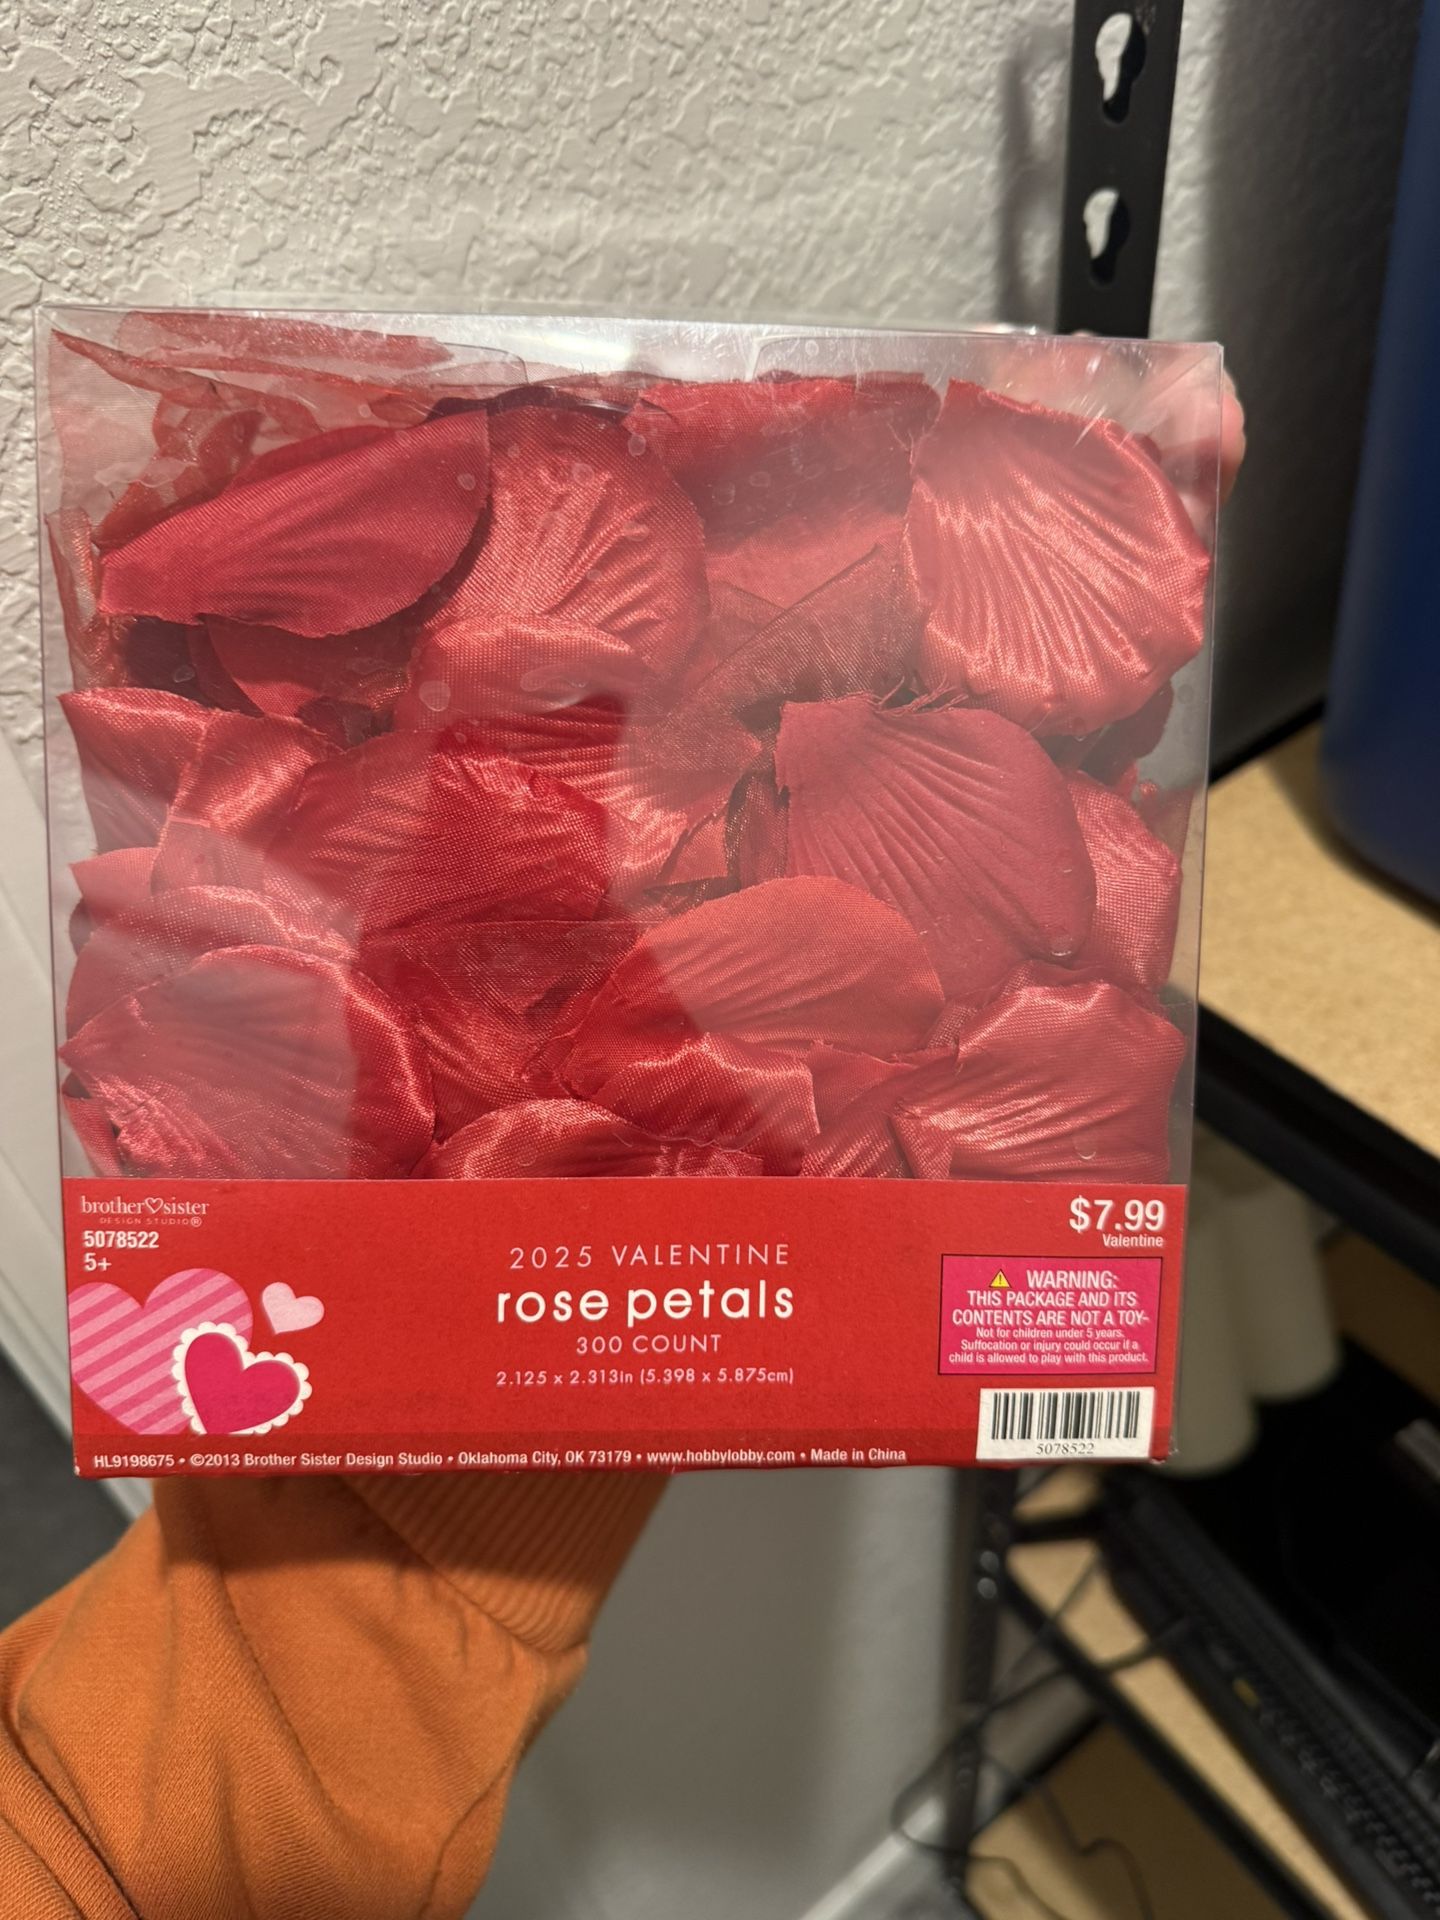 brother♡sister
DESIGN STUDIO®
5078522
5+
2025 VALENTINE
rose petals
300 COUNT
2.125 x 2.313in (5.398 x 5.875cm)
$7.99
Valentine
⚠ WARNING:
THIS PACKAGE AND ITS
CONTENTS ARE NOT A TOY-
Not for children under 5 years.
Suffocation or injury could occur if a
child is allowed to play with this product.
5078522
HL9198675 • ©2013 Brother Sister Design Studio • Oklahoma City, OK 73179 • www.hobbylobby.com • Made in China